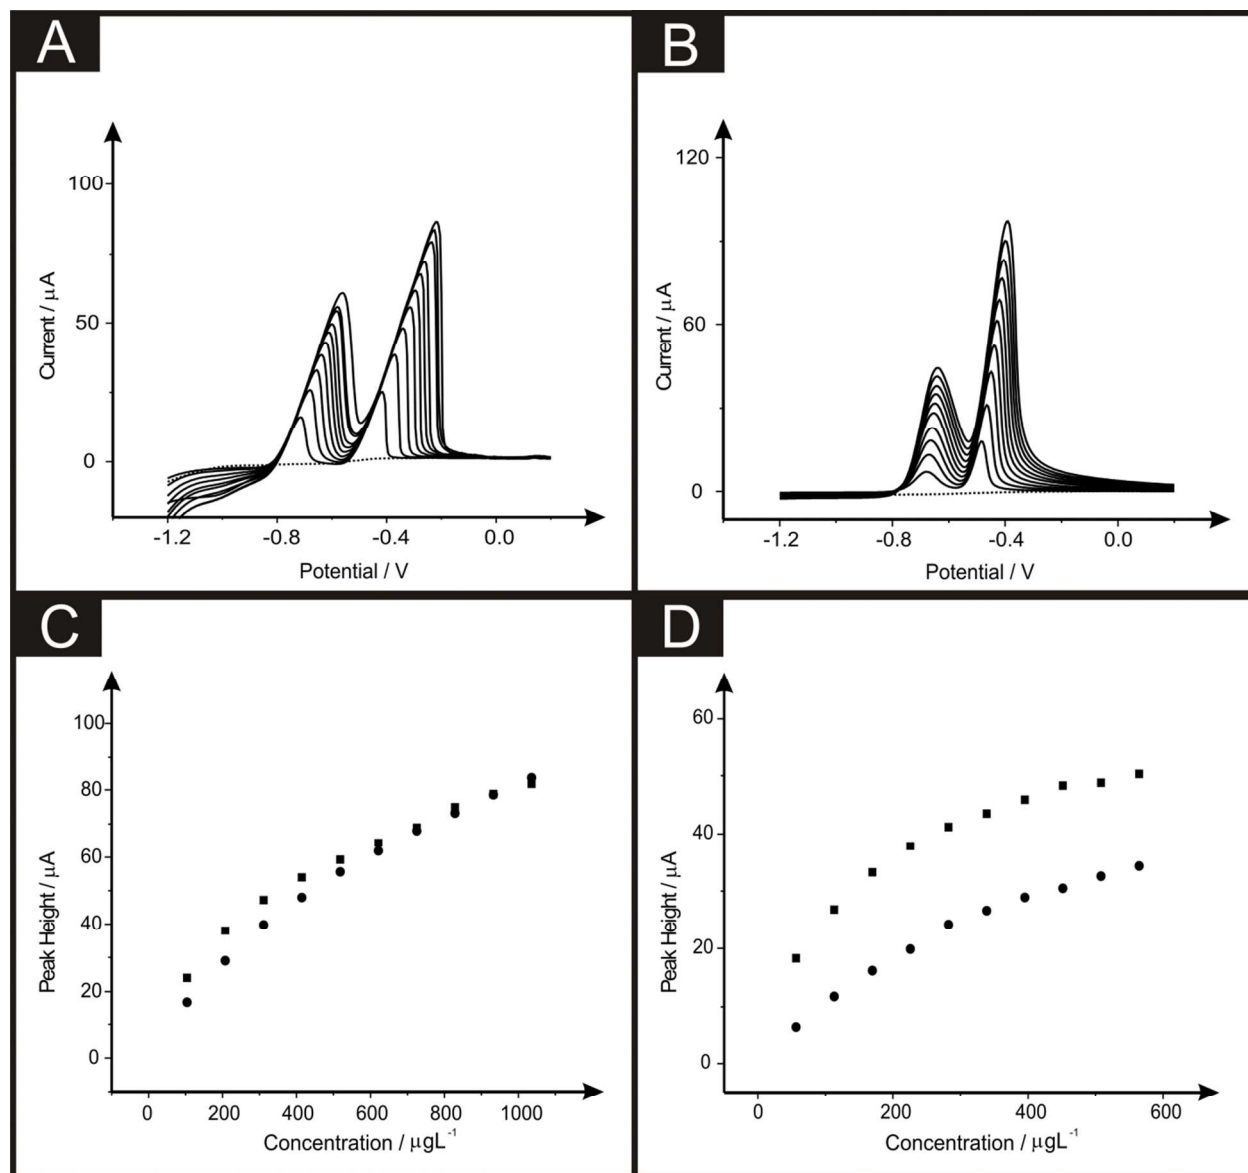 A
100
50
0
Current / μA
-1.2
-0.8
-0.4
0.0
Potential / V
B
120
60
0
Current / μA
-1.2
-0.8
-0.4
0.0
Potential / V
C
100
80
60
40
20
0
Peak Height / μA
0
200
400
600
800
1000
Concentration / μgL⁻¹
D
60
40
20
0
Peak Height / μA
0
200
400
600
Concentration / μgL⁻¹